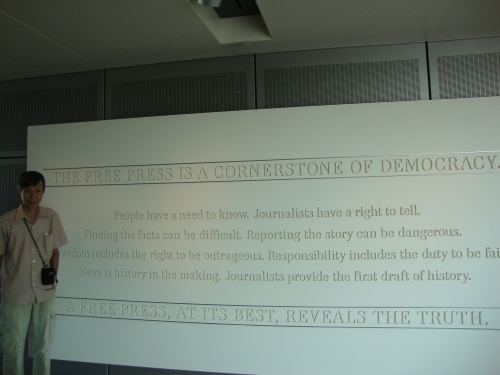 THE FREE PRESS IS A CORNERSTONE OF DEMOCRACY.
People have a need to know. Journalists have a right to tell.
Finding the facts can be difficult. Reporting the story can be dangerous.
includes the right to be outrageous. Responsibility includes the duty to be fai
News is history in the making. Journalists provide the first draft of history.
A FREE PRESS, AT ITS BEST, REVEALS THE TRUTH.